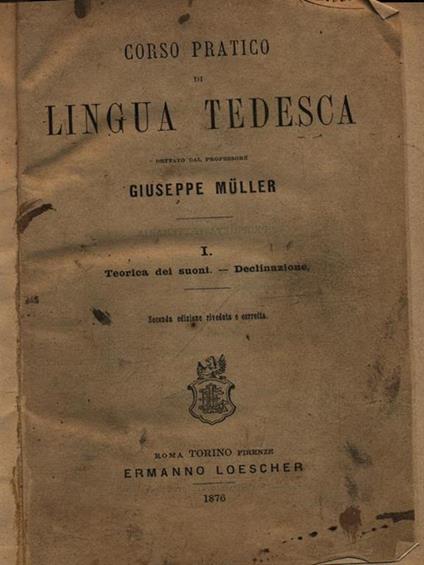 CORSO PRATICO
DI
LINGUA TEDESCA
DETTATO DAL PROFESSORE
GIUSEPPE MÜLLER
I.
Teorica dei suoni. — Declinazione.
Seconda edizione riveduta e corretta.
ROMA TORINO FIRENZE
ERMANNO LOESCHER
1876